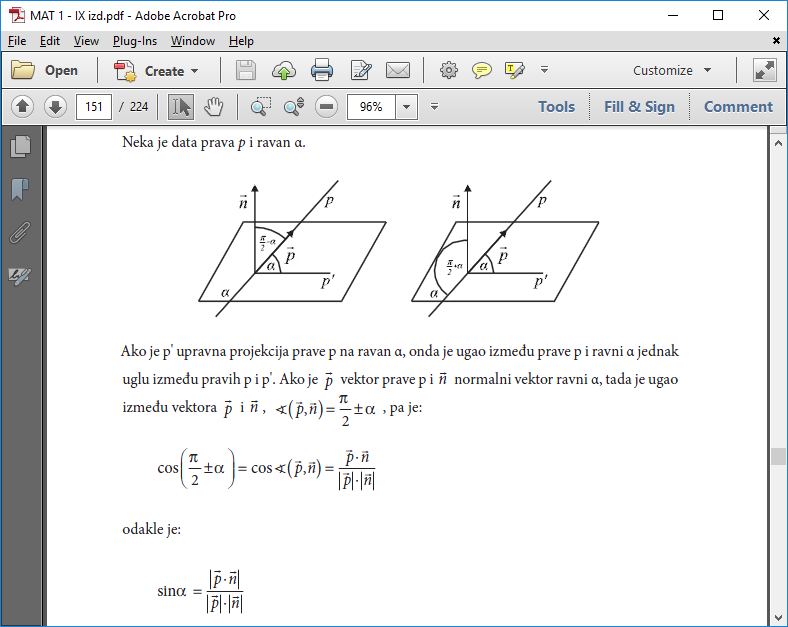 MAT 1 - IX izd.pdf - Adobe Acrobat Pro
File Edit View Plug-Ins Window Help
Open Create Customize
151 / 224 96% Tools Fill & Sign Comment
Neka je data prava p i ravan α.
n⃗ p n⃗ p
π/2-α p⃗ π/2+α p⃗
α α
α p' α p'
Ako je p' upravna projekcija prave p na ravan α, onda je ugao između prave p i ravni α jednak
uglu između pravih p i p'. Ako je p⃗ vektor prave p i n⃗ normalni vektor ravni α, tada je ugao
između vektora p⃗ i n⃗ , ∢(p⃗,n⃗)=π/2±α , pa je:
cos(π/2±α)=cos∢(p⃗,n⃗)=p⃗·n⃗/|p⃗|·|n⃗|
odakle je:
sinα =|p⃗·n⃗|/|p⃗|·|n⃗|